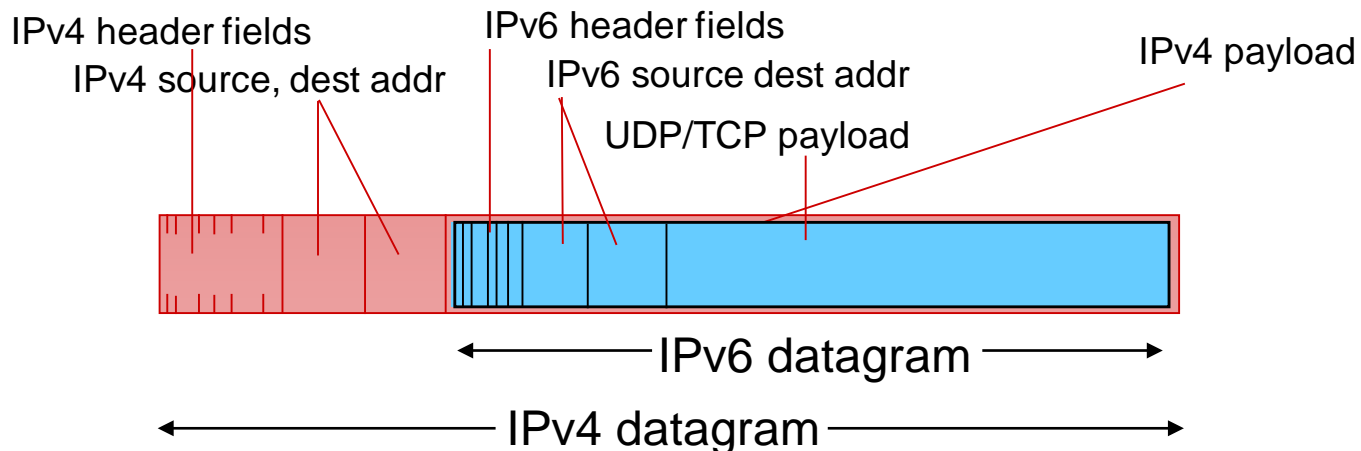 IPv4 header fields
IPv6 header fields
IPv4 payload
IPv4 source, dest addr
IPv6 source dest addr
UDP/TCP payload
IPv6 datagram
IPv4 datagram